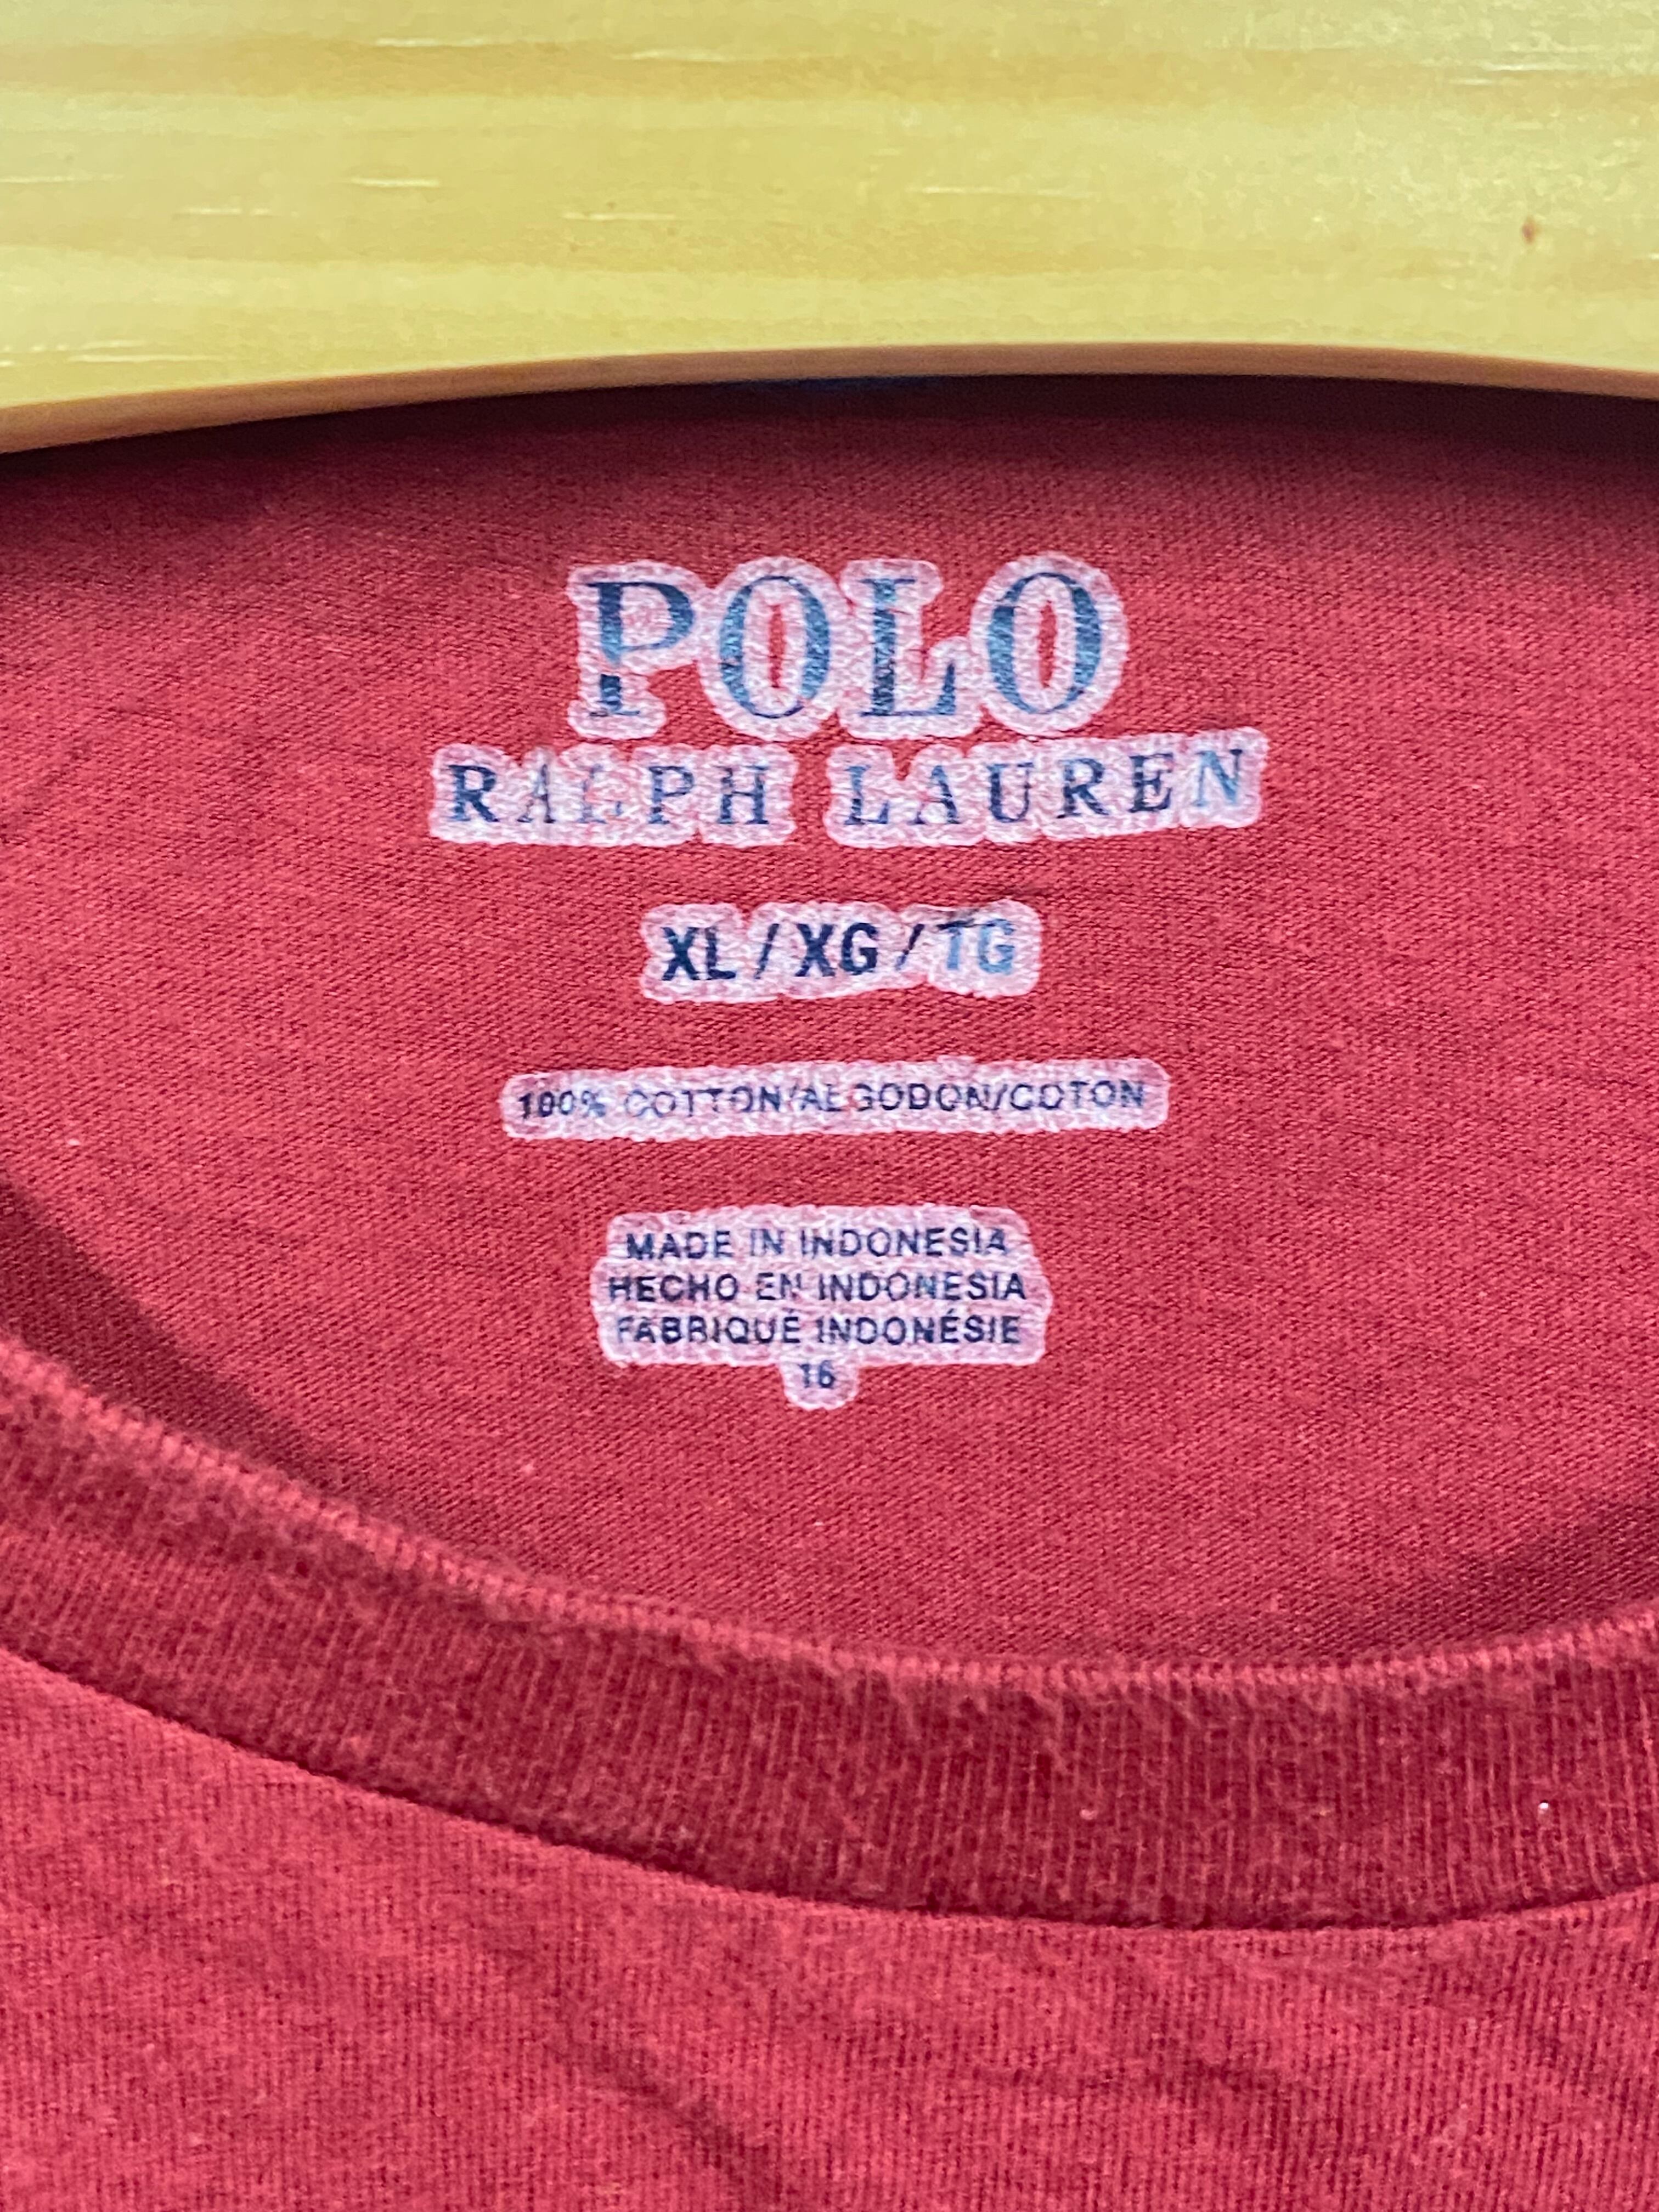 POLO
RALPH LAUREN
XL / XG / TG
100% COTTON/ALGODON/COTON
MADE IN INDONESIA
HECHO EN INDONESIA
FABRIQUÉ INDONÉSIE
16